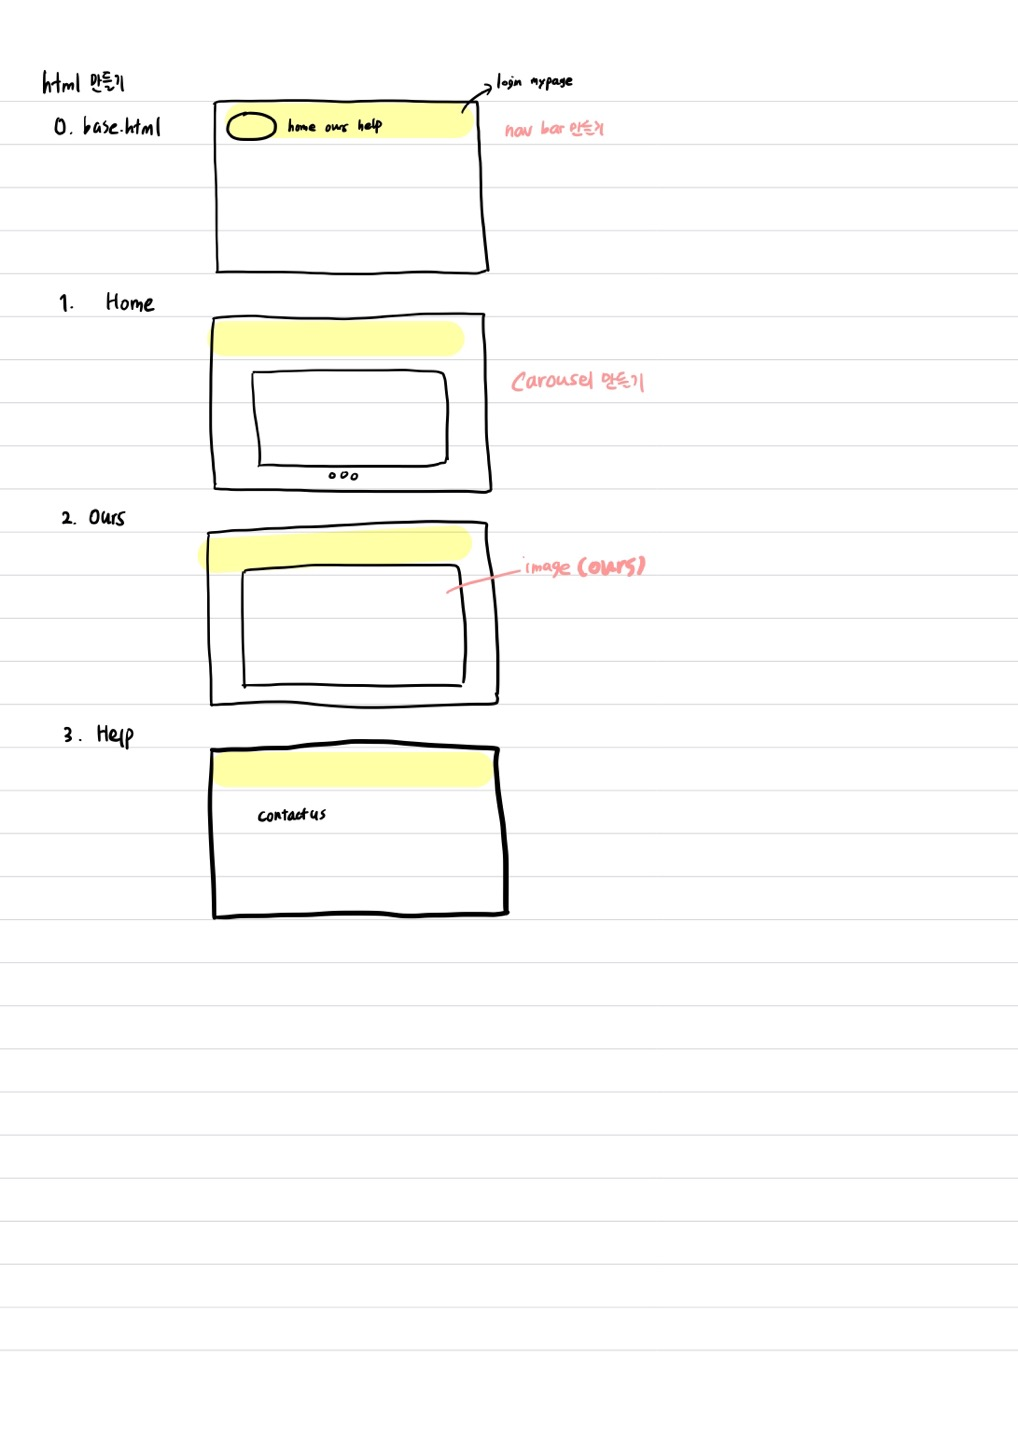 html 만들기
login mypage
0. base.html
home ours help
nav bar 만들기
1. Home
Carousel 만들기
2. Ours
image (ours)
3. Help
contact us